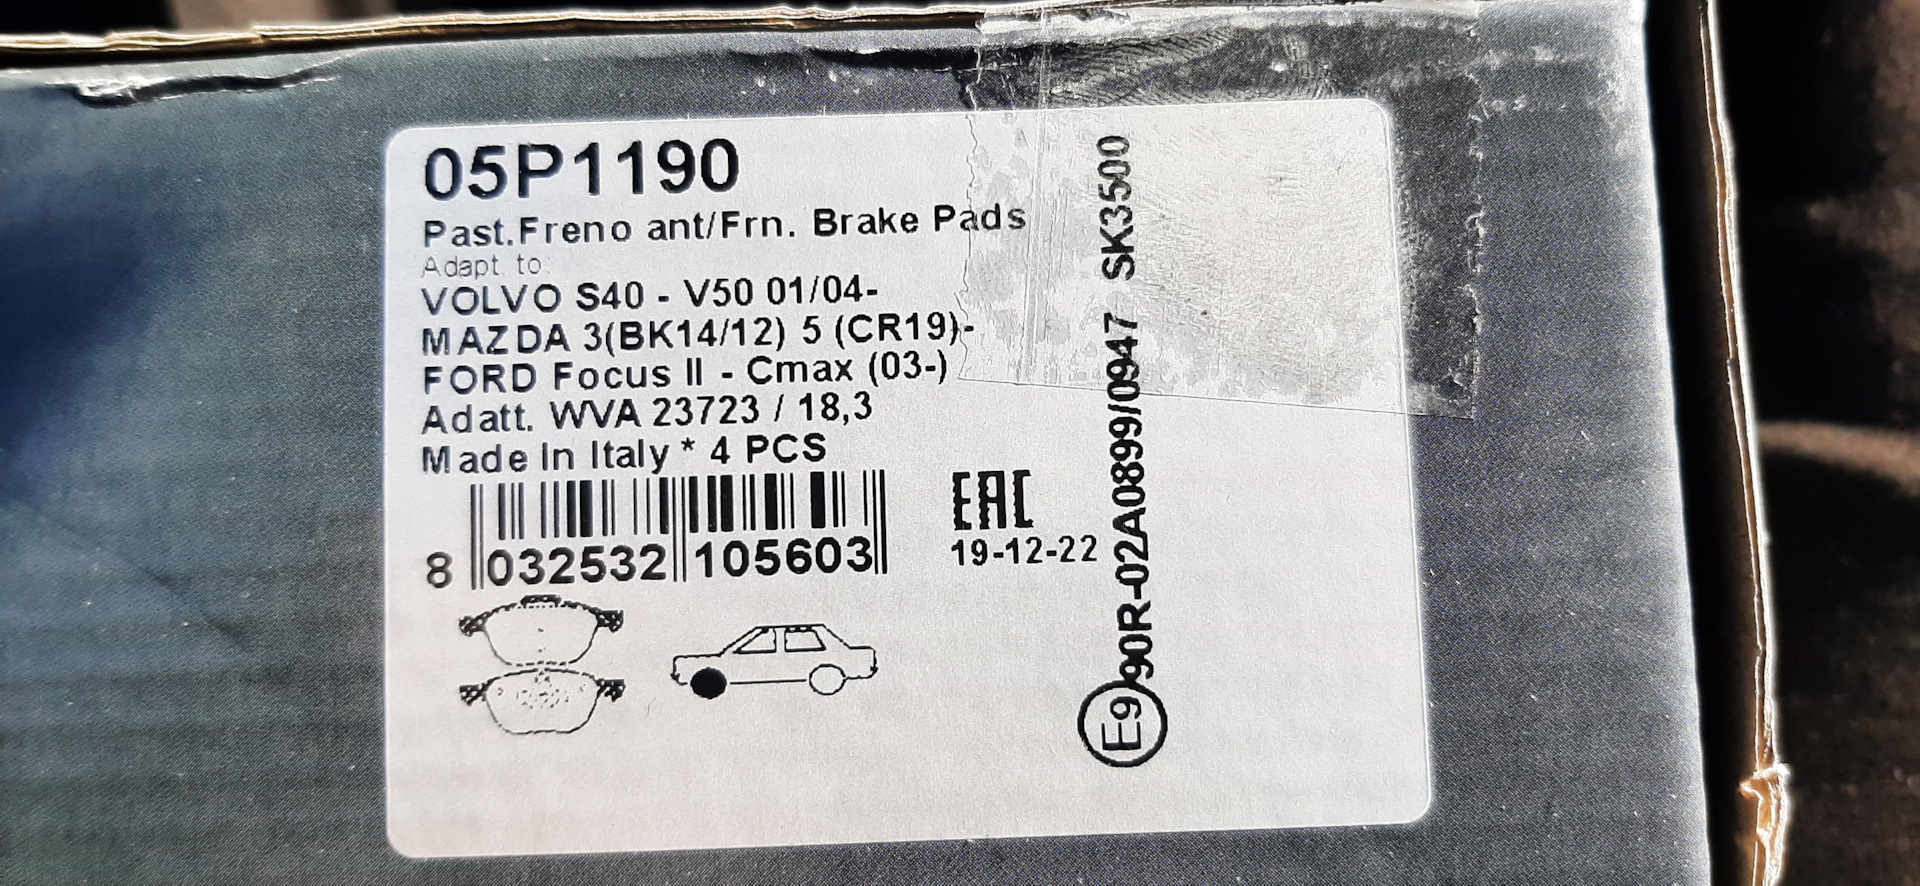 05P1190
Past.Freno ant/Frn. Brake Pads
Adapt. to:
VOLVO S40 - V50 01/04-
MAZDA 3(BK14/12) 5 (CR19)-
FORD Focus II - Cmax (03-)
Adatt. WVA 23723 / 18,3
Made In Italy * 4 PCS
8 032532 105603
EAC
19-12-22
E9 90R-02A0899/0947 SK3500